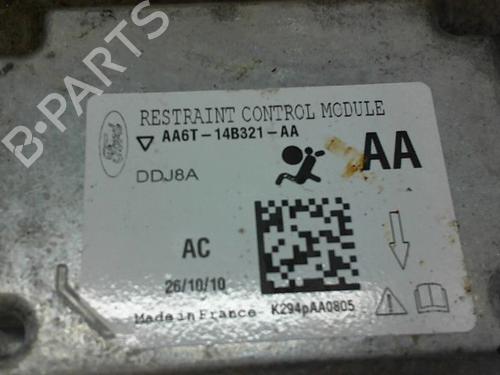 RESTRAINT CONTROL MODULE
AA6T-14B321-AA
AA
DDJ8A
AC
26/10/10
Made in France
K294pAA0805
B-PARTS